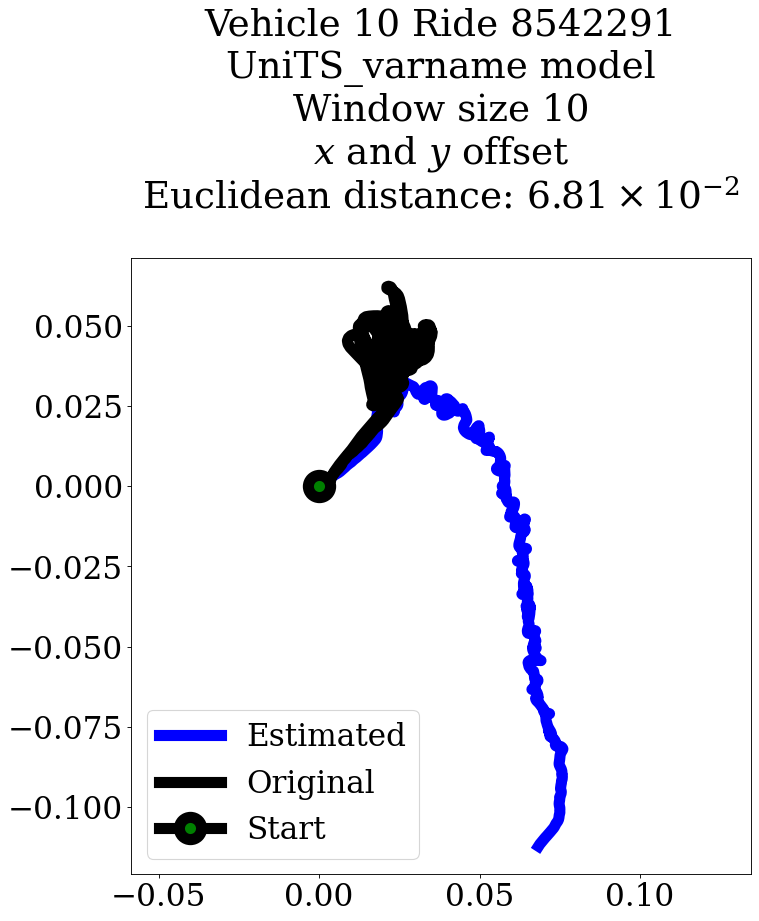 Vehicle 10 Ride 8542291
UniTS_varname model
Window size 10
x and y offset
Euclidean distance: 6.81 × 10⁻²
0.050
0.025
0.000
−0.025
−0.050
−0.075
−0.100
Estimated
Original
Start
−0.05 0.00 0.05 0.10